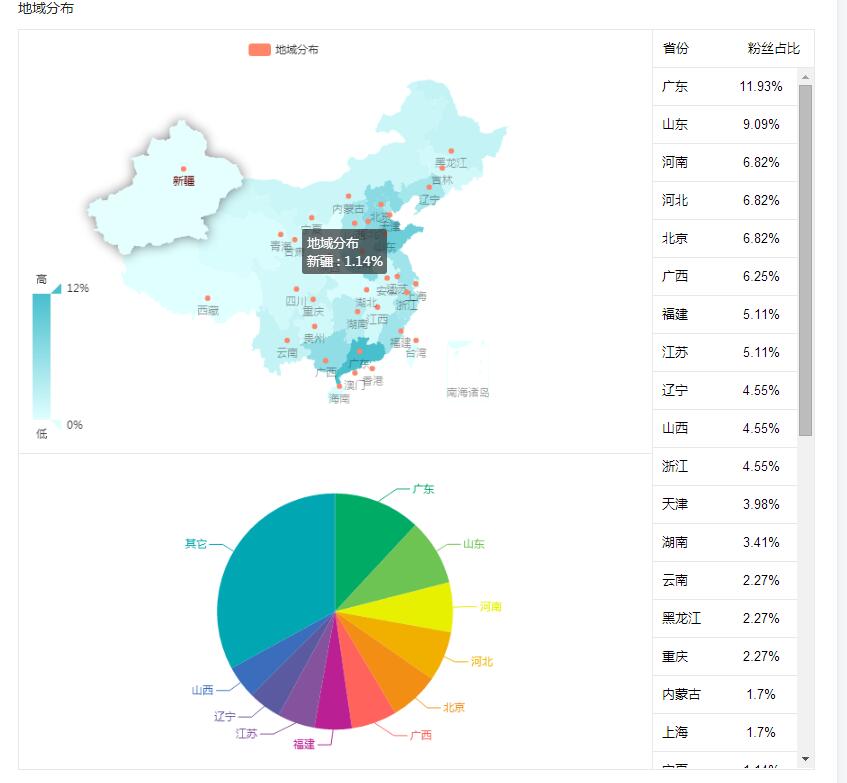 地域分布
地域分布
黑龙江
吉林
新疆
辽宁
内蒙古
北京
天津
宁夏
山东
青海
甘肃
地域分布
新疆 : 1.14%
高
12%
四川
重庆
西藏
湖北
安徽
江苏
上海
浙江
江西
湖南
贵州
云南
福建
台湾
广东
广西
香港
澳门
海南
南海诸岛
0%
低
广东
山东
河南
河北
北京
广西
福建
江苏
辽宁
山西
其它
省份 粉丝占比
广东 11.93%
山东 9.09%
河南 6.82%
河北 6.82%
北京 6.82%
广西 6.25%
福建 5.11%
江苏 5.11%
辽宁 4.55%
山西 4.55%
浙江 4.55%
天津 3.98%
湖南 3.41%
云南 2.27%
黑龙江 2.27%
重庆 2.27%
内蒙古 1.7%
上海 1.7%